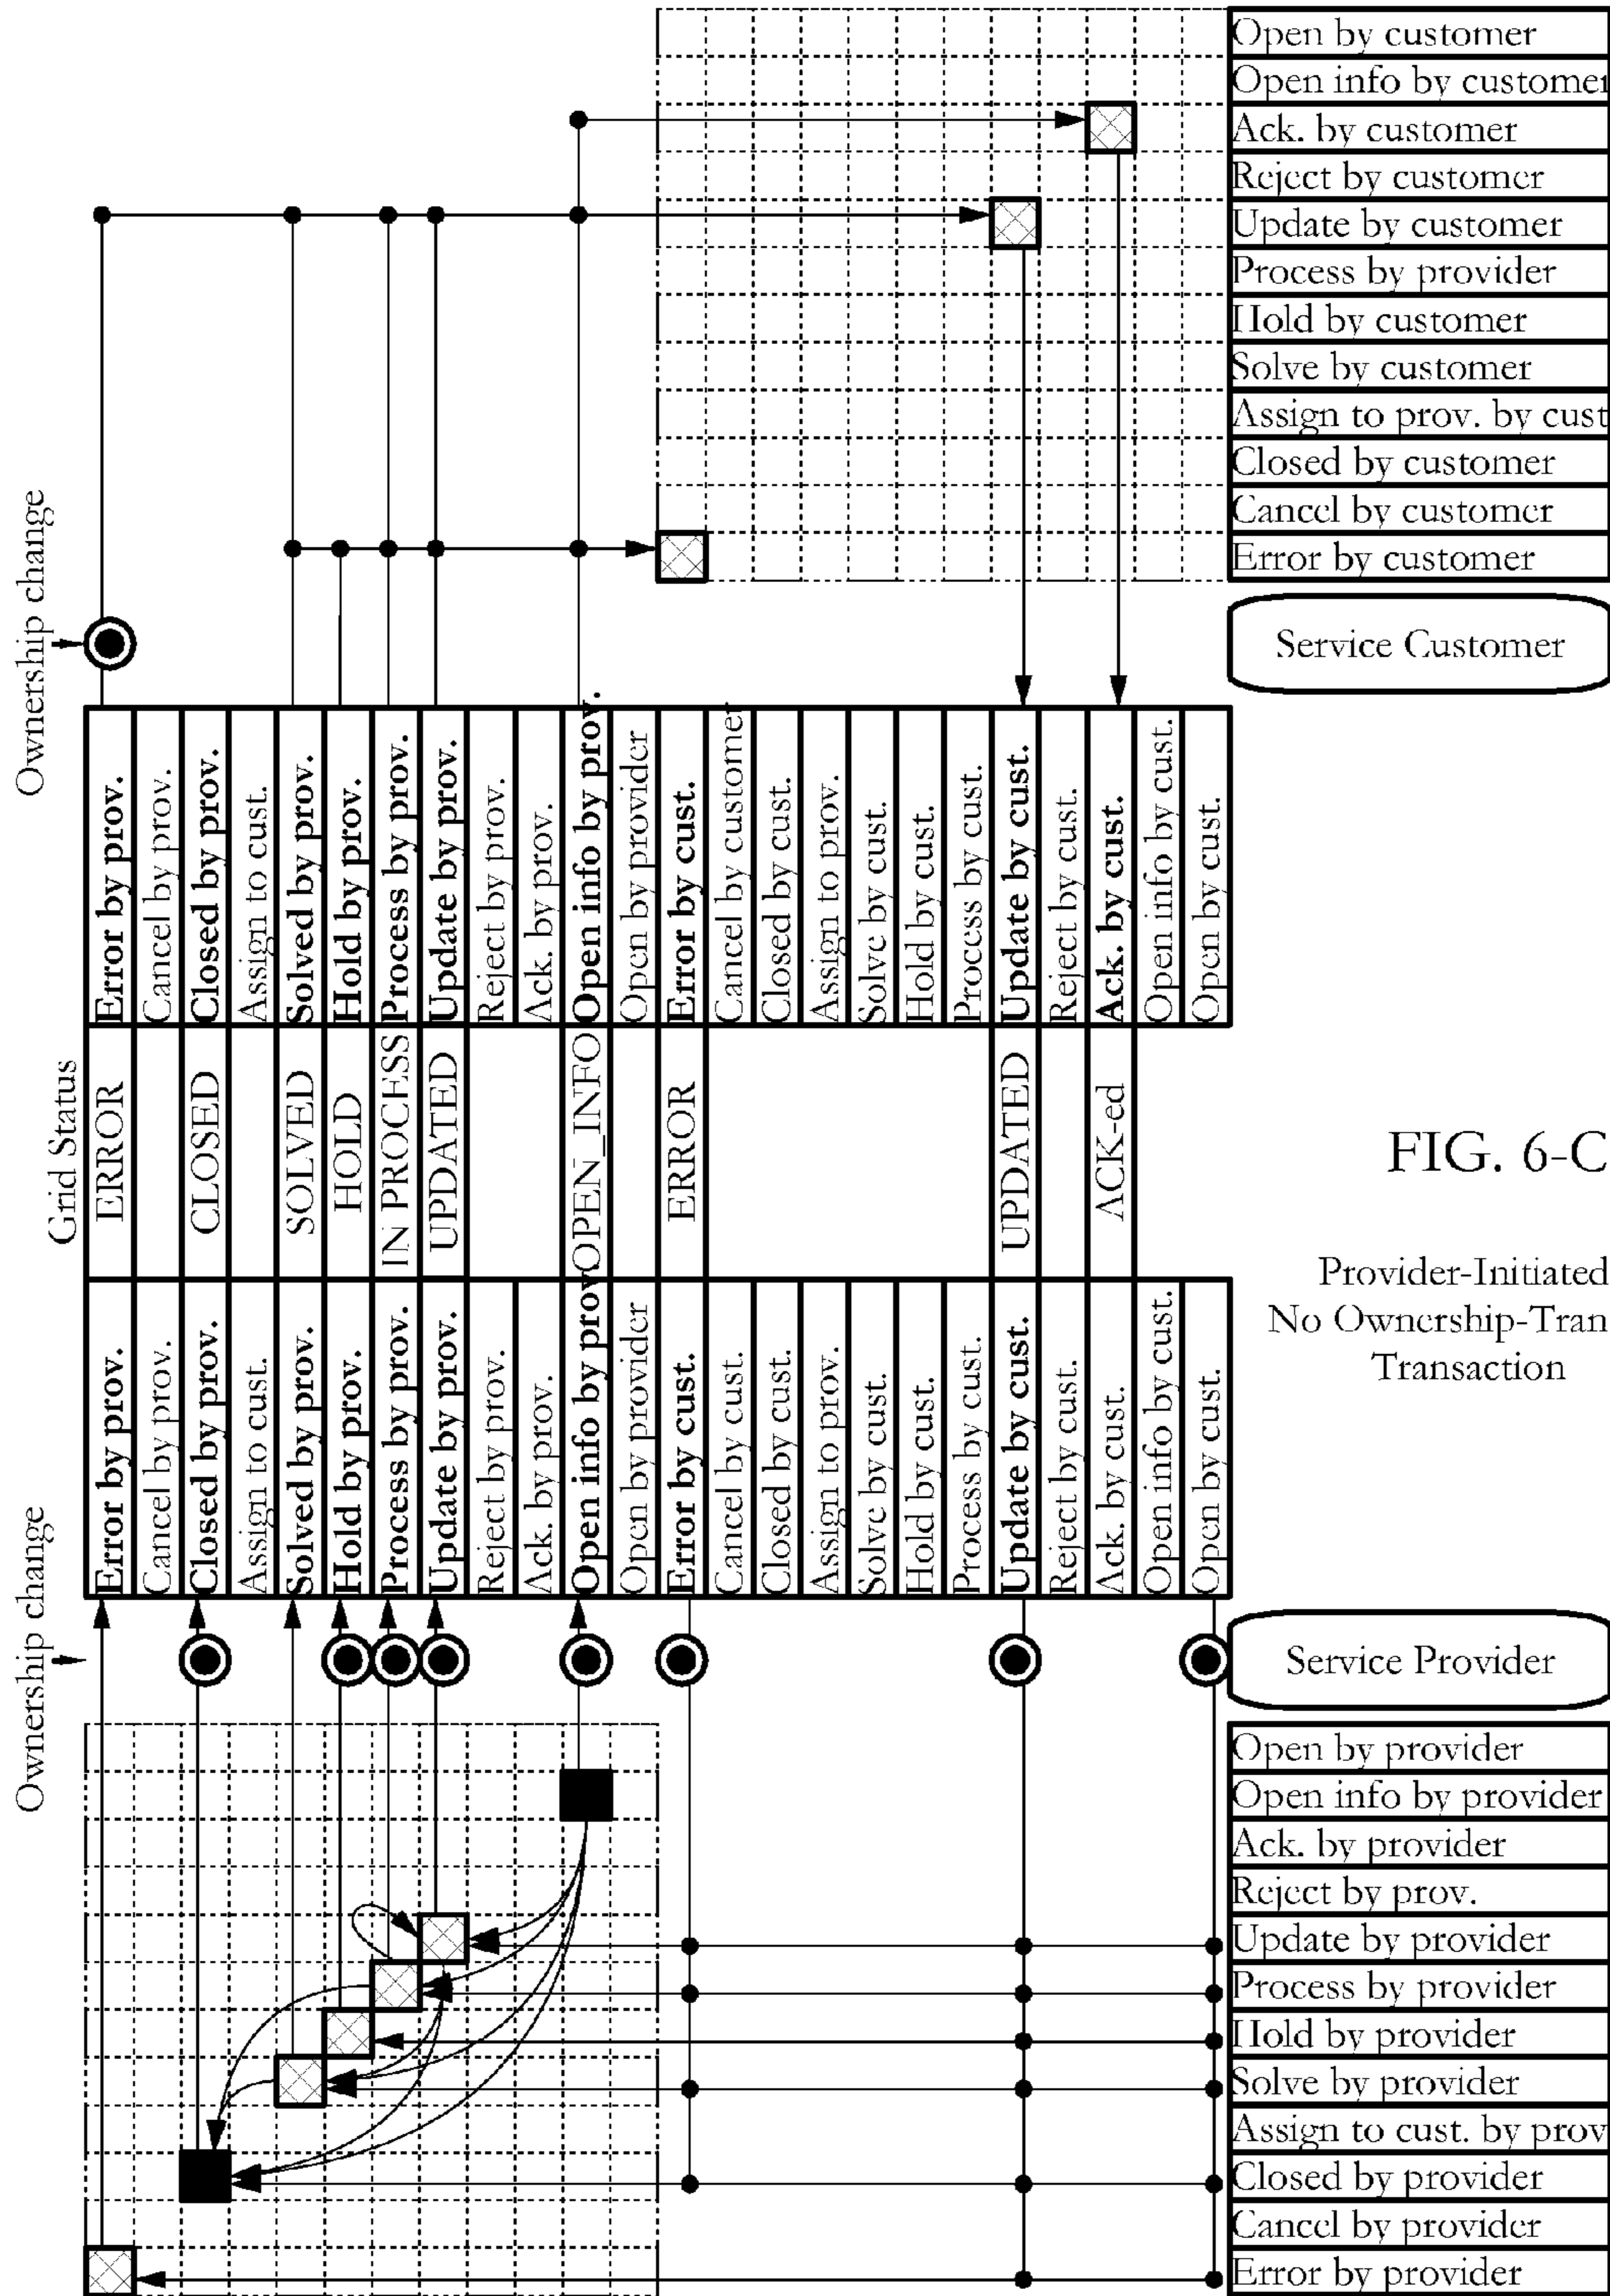 Open by customer
Open info by customer
Ack. by customer
Reject by customer
Update by customer
Process by provider
Hold by customer
Solve by customer
Assign to prov. by cust
Closed by customer
Cancel by customer
Error by customer
Ownership change
Service Customer
Error by prov.
Cancel by prov.
Closed by prov.
Assign to cust.
Solved by prov.
Hold by prov.
Process by prov.
Update by prov.
Reject by prov.
Ack. by prov.
Open info by prov.
Open by provider
Error by cust.
Cancel by customer
Closed by cust.
Assign to prov.
Solve by cust.
Hold by cust.
Process by cust.
Update by cust.
Reject by cust.
Ack. by cust.
Open info by cust.
Open by cust.
Grid Status
ERROR
CLOSED
SOLVED
HOLD
IN PROCESS
UPDATED
OPEN_INFO
ERROR
UPDATED
ACK-ed
FIG. 6-C
Provider-Initiated
No Ownership-Tran
Transaction
Error by prov.
Cancel by prov.
Closed by prov.
Assign to cust.
Solved by prov.
Hold by prov.
Process by prov.
Update by prov.
Reject by prov.
Ack. by prov.
Open info by prov
Open by provider
Error by cust.
Cancel by cust.
Closed by cust.
Assign to prov.
Solve by cust.
Hold by cust.
Process by cust.
Update by cust.
Reject by cust.
Ack. by cust.
Open info by cust.
Open by cust.
Ownership change
Service Provider
Open by provider
Open info by provider
Ack. by provider
Reject by prov.
Update by provider
Process by provider
Hold by provider
Solve by provider
Assign to cust. by prov
Closed by provider
Cancel by provider
Error by provider